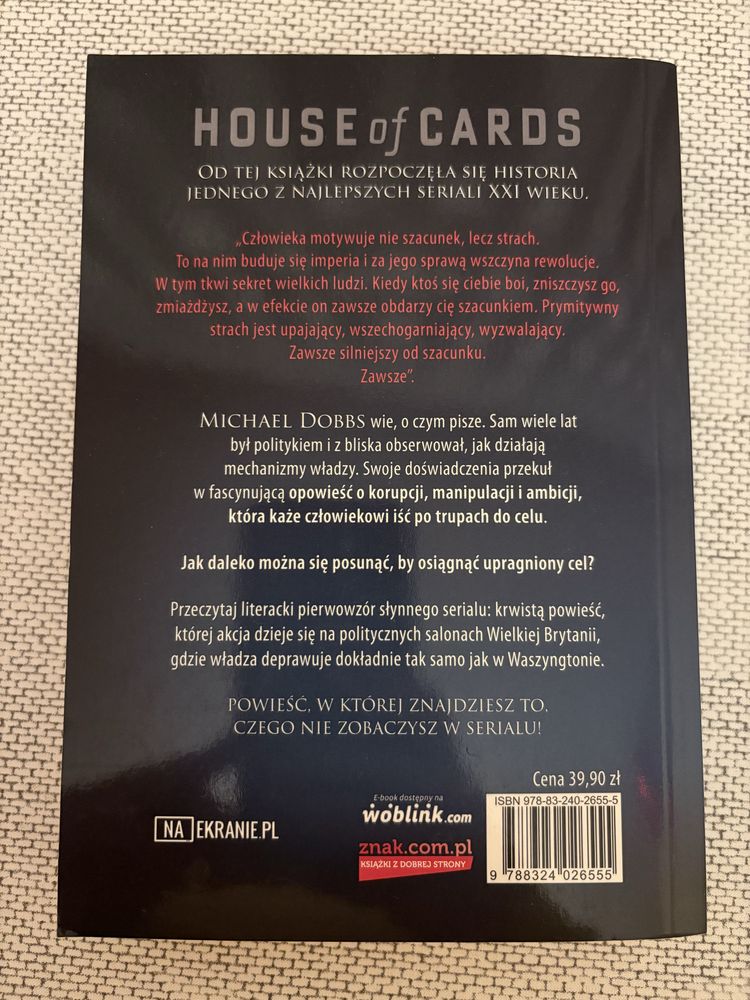 HOUSE of CARDS
OD TEJ KSIĄŻKI ROZPOCZĘŁA SIĘ HISTORIA
JEDNEGO Z NAJLEPSZYCH SERIALI XXI WIEKU.
„Człowieka motywuje nie szacunek, lecz strach.
To na nim buduje się imperia i za jego sprawą wszczyna rewolucje.
W tym tkwi sekret wielkich ludzi. Kiedy ktoś się ciebie boi, zniszczysz go,
zmiażdżysz, a w efekcie on zawsze obdarzy cię szacunkiem. Prymitywny
strach jest upajający, wszechogarniający, wyzwalający.
Zawsze silniejszy od szacunku.
Zawsze”.
MICHAEL DOBBS wie, o czym pisze. Sam wiele lat
był politykiem i z bliska obserwował, jak działają
mechanizmy władzy. Swoje doświadczenia przekuł
w fascynującą opowieść o korupcji, manipulacji i ambicji,
która każe człowiekowi iść po trupach do celu.
Jak daleko można się posunąć, by osiągnąć upragniony cel?
Przeczytaj literacki pierwowzór słynnego serialu: krwistą powieść,
której akcja dzieje się na politycznych salonach Wielkiej Brytanii,
gdzie władza deprawuje dokładnie tak samo jak w Waszyngtonie.
POWIEŚĆ, W KTÓREJ ZNAJDZIESZ TO,
CZEGO NIE ZOBACZYSZ W SERIALU!
Cena 39,90 zł
NA EKRANIE.PL
E-book dostępny na
woblink.com
znak.com.pl
KSIĄŻKI Z DOBREJ STRONY
ISBN 978-83-240-2655-5
9 788324 026555